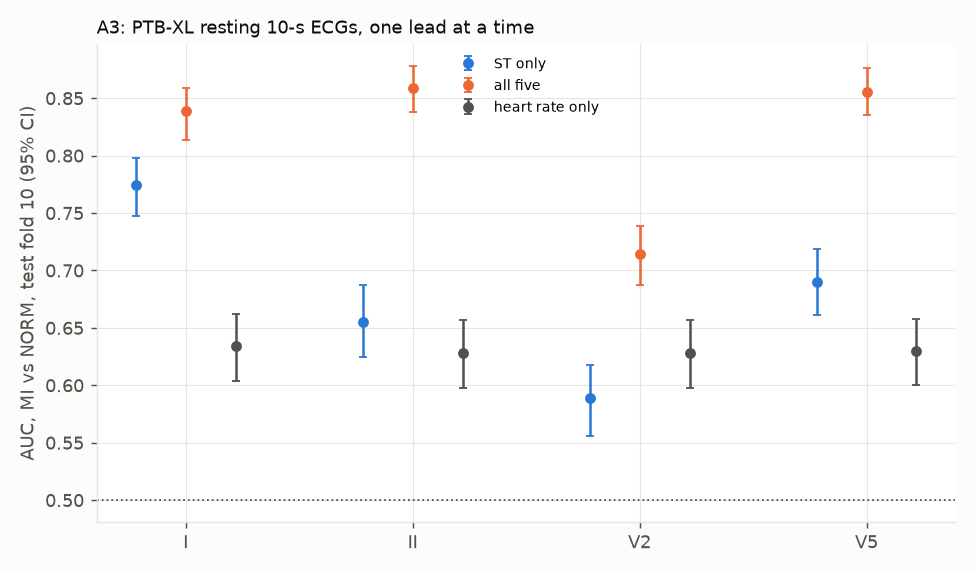 A3: PTB-XL resting 10-s ECGs, one lead at a time
ST only
all five
heart rate only
AUC, MI vs NORM, test fold 10 (95% CI)
0.85
0.80
0.75
0.70
0.65
0.60
0.55
0.50
I
II
V2
V5